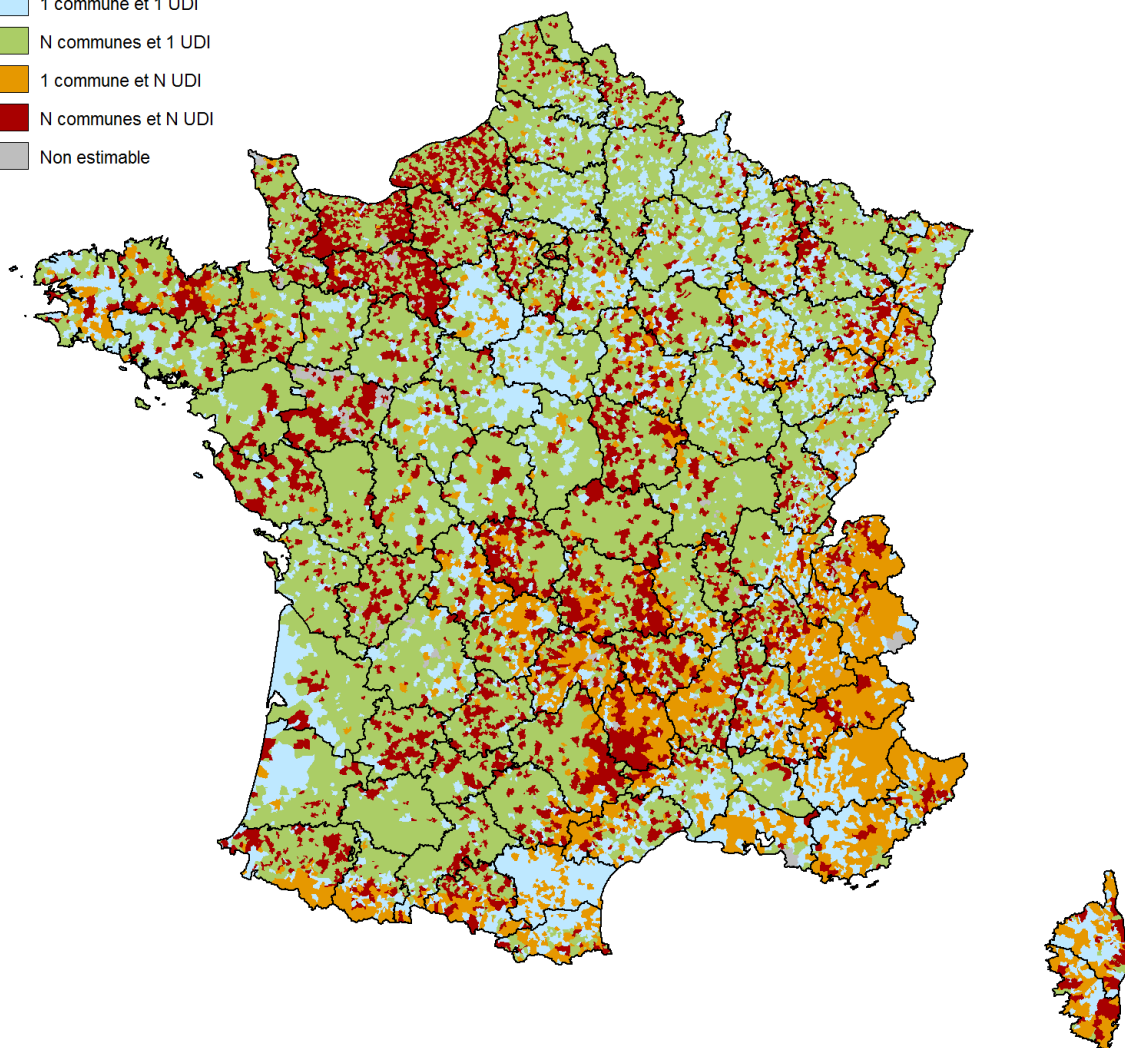 1 commune et 1 UDI
N communes et 1 UDI
1 commune et N UDI
N communes et N UDI
Non estimable